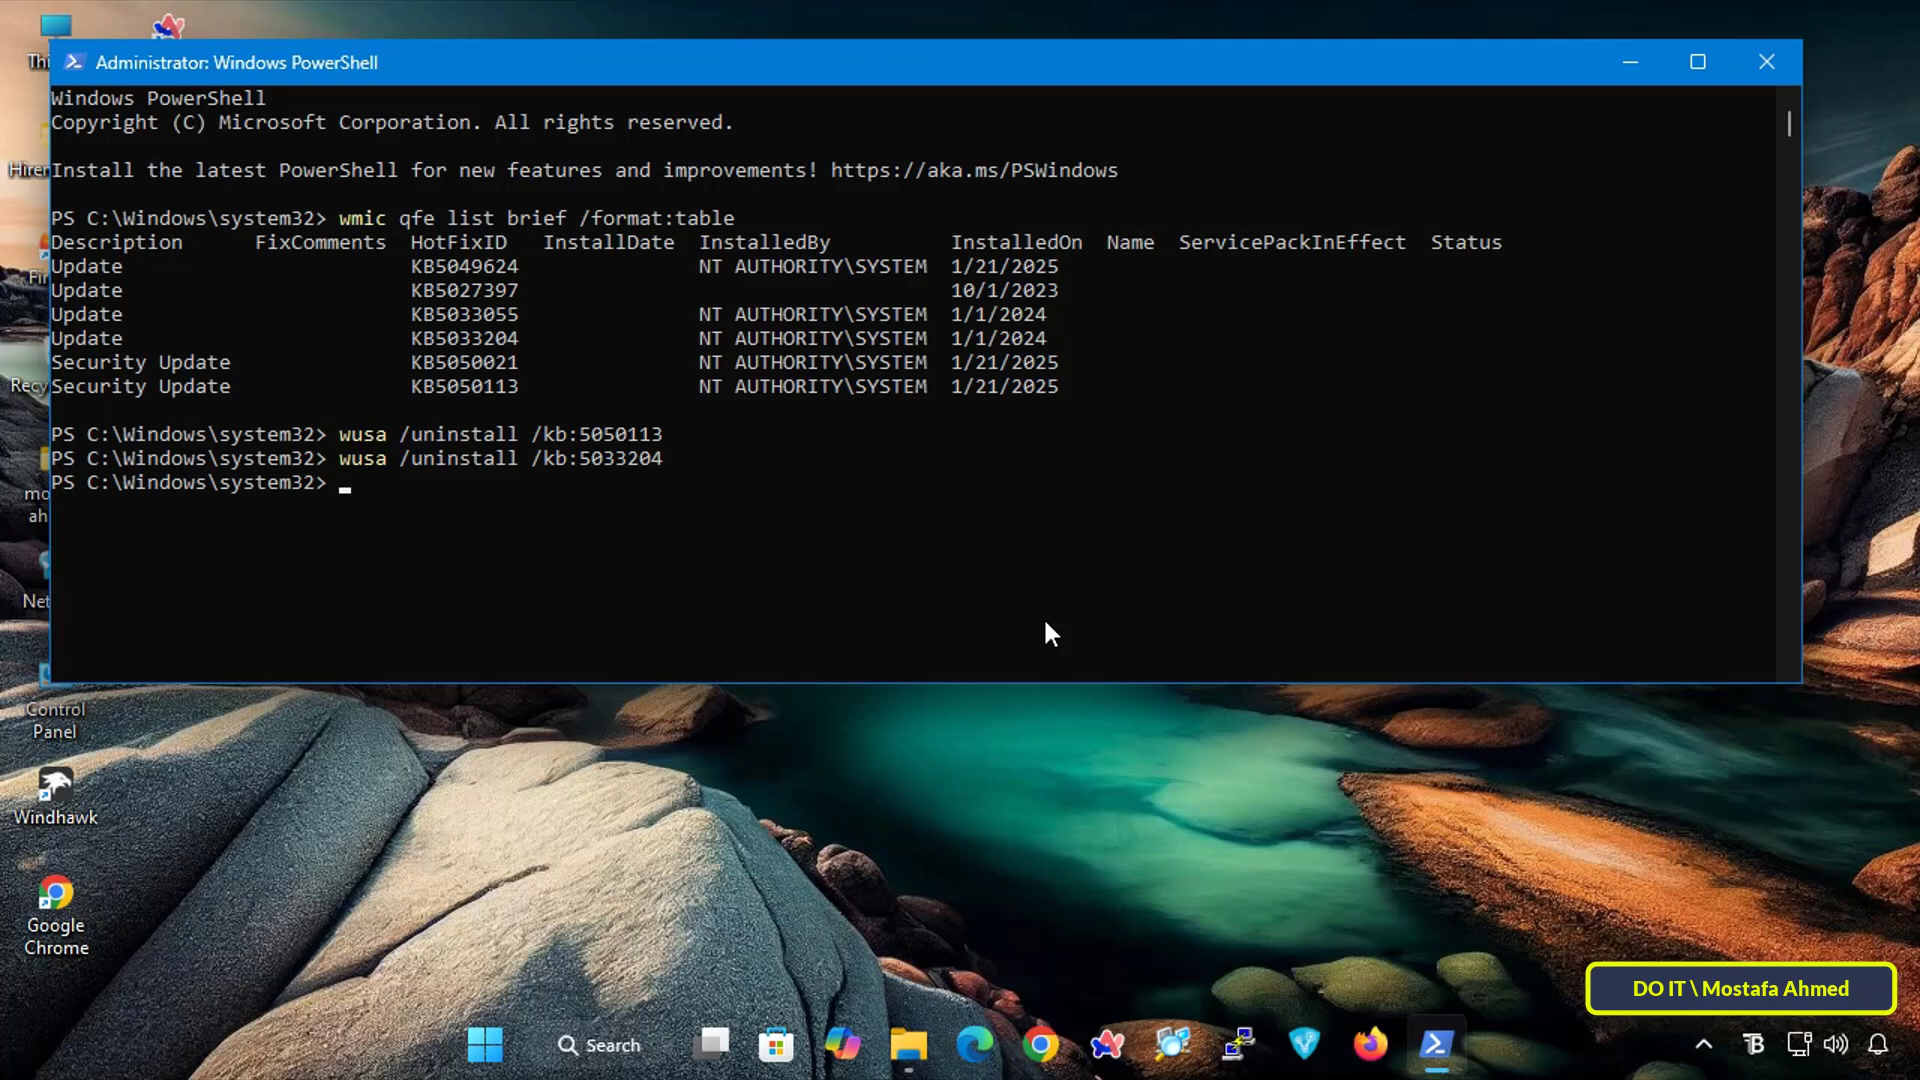 Administrator: Windows PowerShell
Windows PowerShell
Copyright (C) Microsoft Corporation. All rights reserved.
Install the latest PowerShell for new features and improvements! https://aka.ms/PSWindows
PS C:\Windows\system32> wmic qfe list brief /format:table
Description FixComments HotFixID InstallDate InstalledBy InstalledOn Name ServicePackInEffect Status
Update KB5049624 NT AUTHORITY\SYSTEM 1/21/2025
Update KB5027397 10/1/2023
Update KB5033055 NT AUTHORITY\SYSTEM 1/1/2024
Update KB5033204 NT AUTHORITY\SYSTEM 1/1/2024
Security Update KB5050021 NT AUTHORITY\SYSTEM 1/21/2025
Security Update KB5050113 NT AUTHORITY\SYSTEM 1/21/2025
PS C:\Windows\system32> wusa /uninstall /kb:5050113
PS C:\Windows\system32> wusa /uninstall /kb:5033204
PS C:\Windows\system32>
Control
Panel
Windhawk
Google
Chrome
DO IT \ Mostafa Ahmed
Search